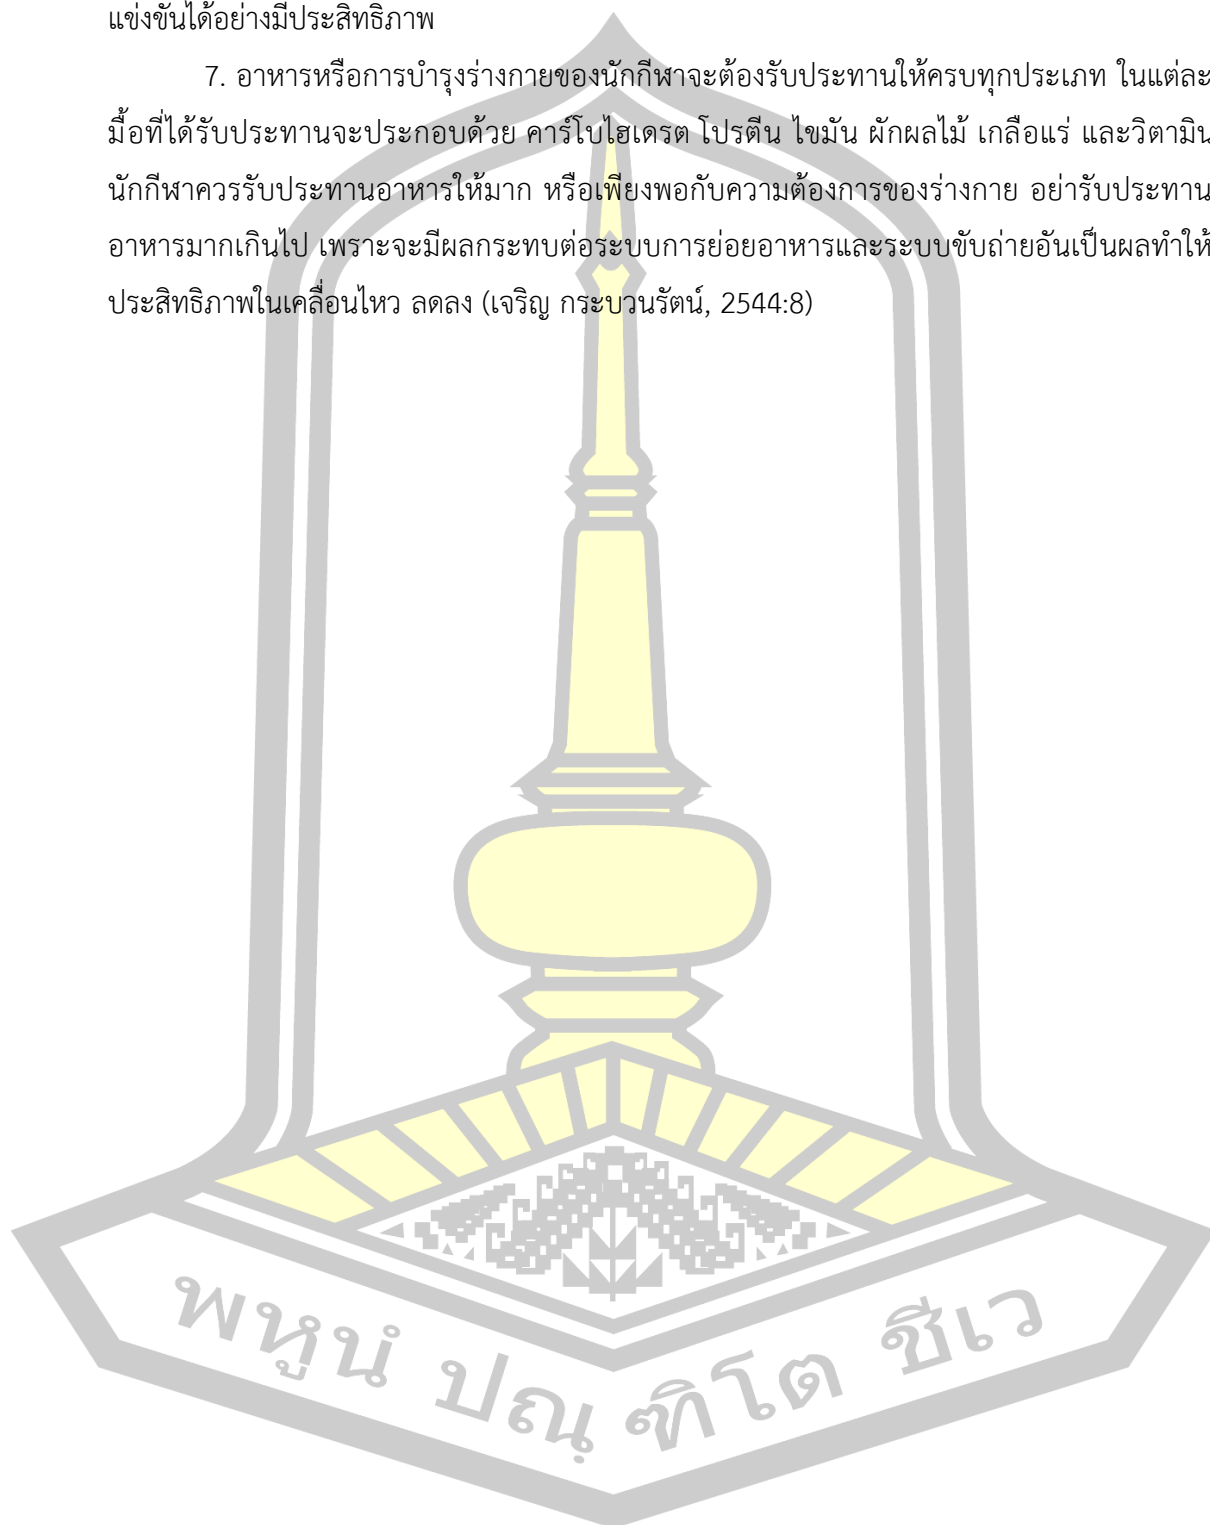 แข่งขันได้อย่างมีประสิทธิภาพ
7. อาหารหรือการบำรุงร่างกายของนักกีฬาจะต้องรับประทานให้ครบทุกประเภท ในแต่ละ
มื้อที่ได้รับประทานจะประกอบด้วย คาร์โบไฮเดรต โปรตีน ไขมัน ผักผลไม้ เกลือแร่ และวิตามิน
นักกีฬาควรรับประทานอาหารให้มาก หรือเพียงพอกับความต้องการของร่างกาย อย่ารับประทาน
อาหารมากเกินไป เพราะจะมีผลกระทบต่อระบบการย่อยอาหารและระบบขับถ่ายอันเป็นผลทำให้
ประสิทธิภาพในเคลื่อนไหว ลดลง (เจริญ กระบวนรัตน์, 2544:8)
พหูนํ ปณฺ ฑิโต ชีเว